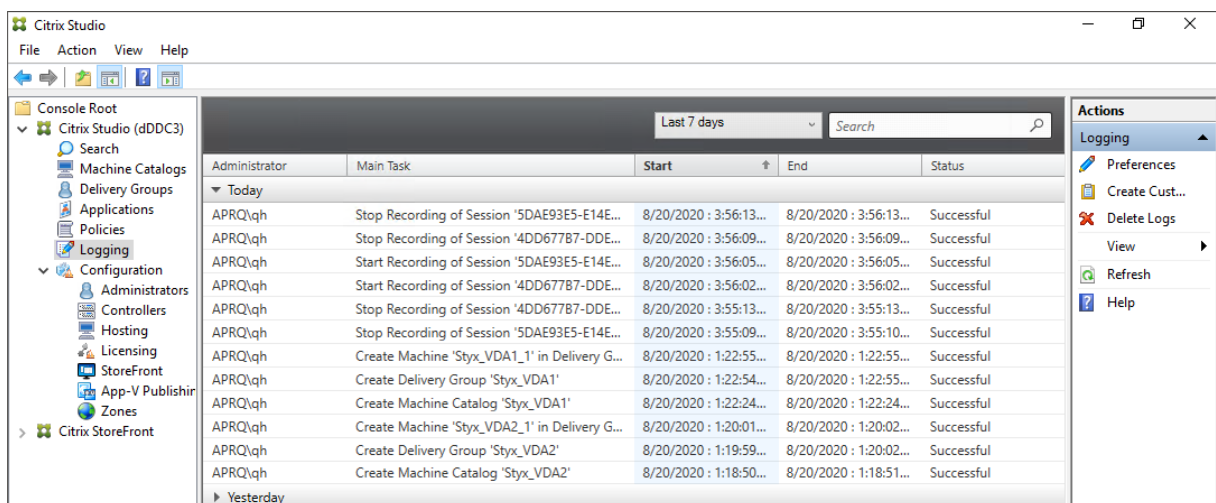 Citrix Studio
File Action View Help
Console Root
Citrix Studio (dDDC3)
Search
Machine Catalogs
Delivery Groups
Applications
Policies
Logging
Configuration
Administrators
Controllers
Hosting
Licensing
StoreFront
App-V Publishin
Zones
Citrix StoreFront
Last 7 days Search
Administrator Main Task Start End Status
Today
APRQ\qh Stop Recording of Session '5DAE93E5-E14E... 8/20/2020 : 3:56:13... 8/20/2020 : 3:56:13... Successful
APRQ\qh Stop Recording of Session '4DD677B7-DDE... 8/20/2020 : 3:56:09... 8/20/2020 : 3:56:09... Successful
APRQ\qh Start Recording of Session '5DAE93E5-E14E... 8/20/2020 : 3:56:05... 8/20/2020 : 3:56:05... Successful
APRQ\qh Start Recording of Session '4DD677B7-DDE... 8/20/2020 : 3:56:02... 8/20/2020 : 3:56:02... Successful
APRQ\qh Stop Recording of Session '4DD677B7-DDE... 8/20/2020 : 3:55:13... 8/20/2020 : 3:55:13... Successful
APRQ\qh Stop Recording of Session '5DAE93E5-E14E... 8/20/2020 : 3:55:09... 8/20/2020 : 3:55:10... Successful
APRQ\qh Create Machine 'Styx_VDA1_1' in Delivery G... 8/20/2020 : 1:22:55... 8/20/2020 : 1:22:55... Successful
APRQ\qh Create Delivery Group 'Styx_VDA1' 8/20/2020 : 1:22:54... 8/20/2020 : 1:22:55... Successful
APRQ\qh Create Machine Catalog 'Styx_VDA1' 8/20/2020 : 1:22:24... 8/20/2020 : 1:22:24... Successful
APRQ\qh Create Machine 'Styx_VDA2_1' in Delivery G... 8/20/2020 : 1:20:01... 8/20/2020 : 1:20:02... Successful
APRQ\qh Create Delivery Group 'Styx_VDA2' 8/20/2020 : 1:19:59... 8/20/2020 : 1:20:02... Successful
APRQ\qh Create Machine Catalog 'Styx_VDA2' 8/20/2020 : 1:18:50... 8/20/2020 : 1:18:51... Successful
Yesterday
Actions
Logging
Preferences
Create Cust...
Delete Logs
View
Refresh
Help